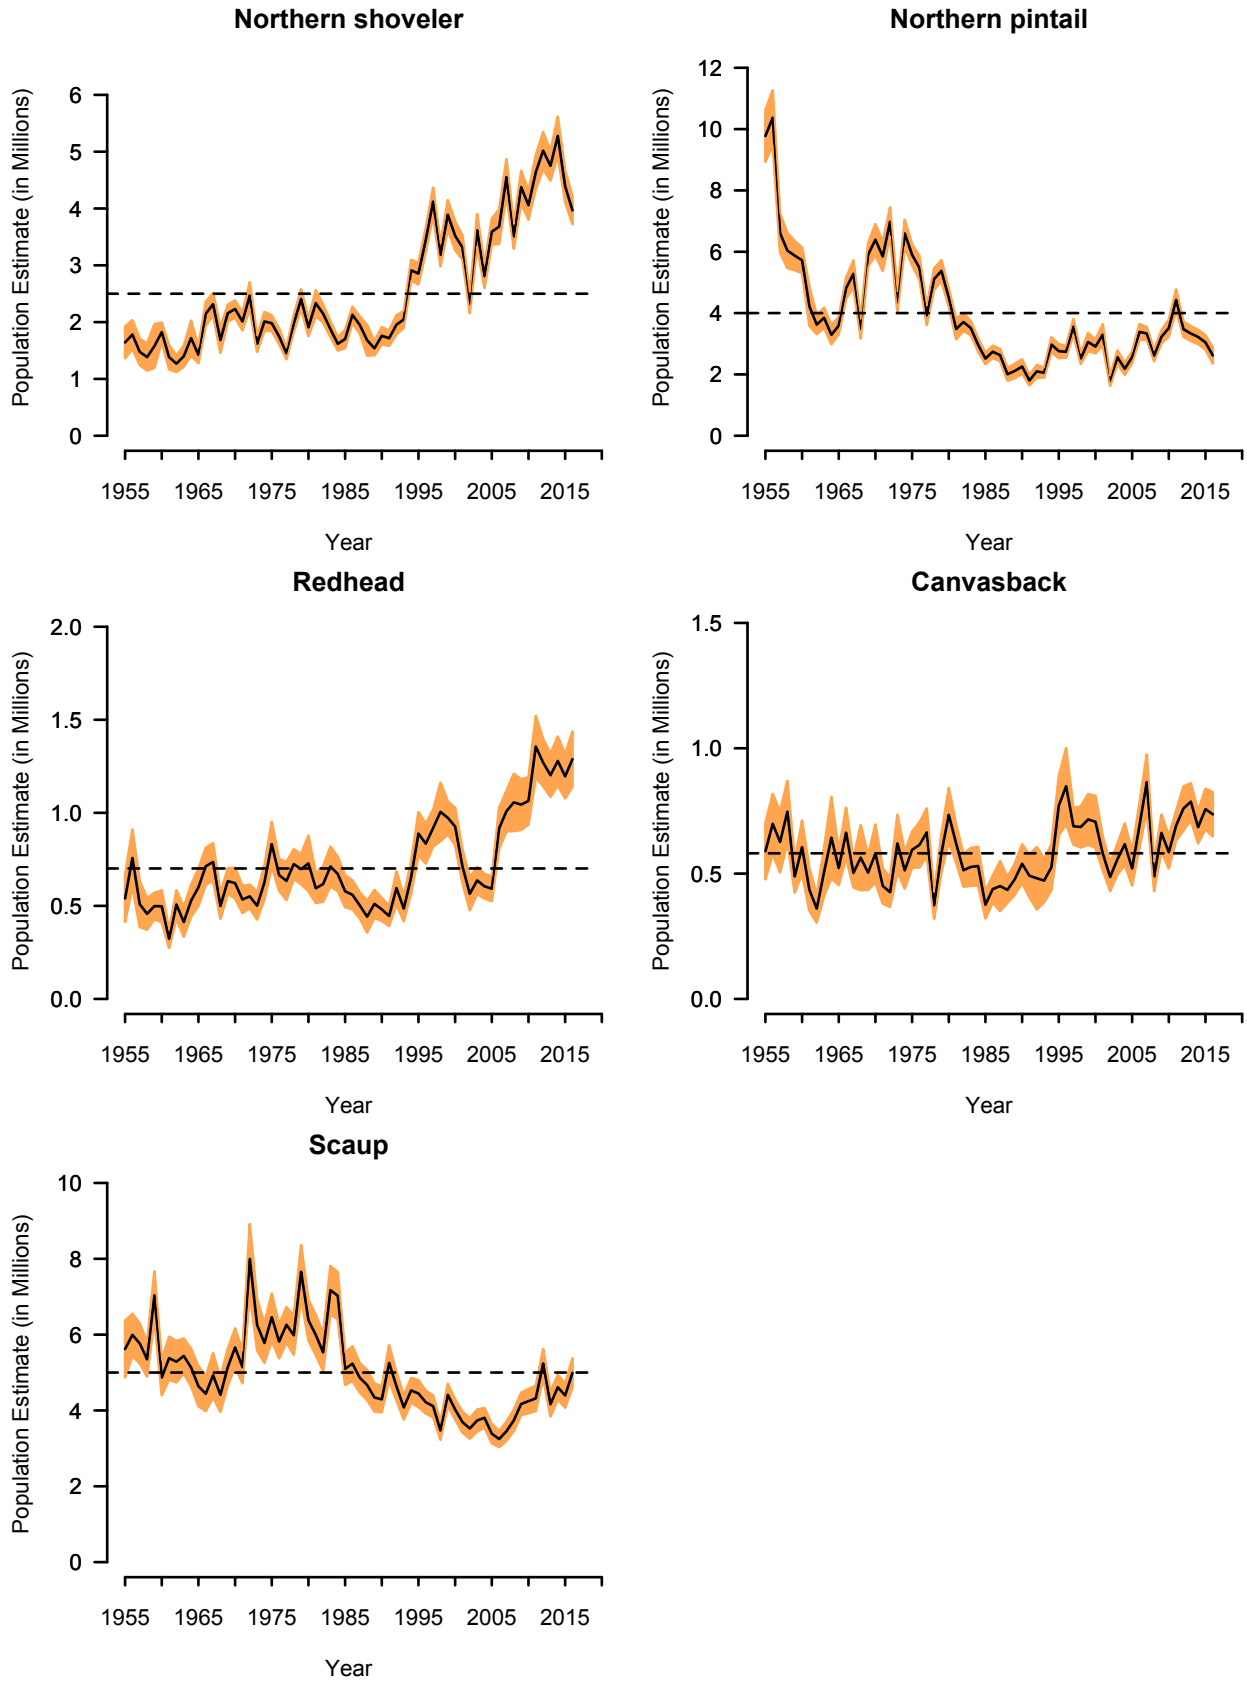 Northern shoveler
Population Estimate (in Millions)
6
5
4
3
2
1
0
1955 1965 1975 1985 1995 2005 2015
Year
Northern pintail
Population Estimate (in Millions)
12
10
8
6
4
2
0
1955 1965 1975 1985 1995 2005 2015
Year
Redhead
Population Estimate (in Millions)
2.0
1.5
1.0
0.5
0.0
1955 1965 1975 1985 1995 2005 2015
Year
Canvasback
Population Estimate (in Millions)
1.5
1.0
0.5
0.0
1955 1965 1975 1985 1995 2005 2015
Year
Scaup
Population Estimate (in Millions)
10
8
6
4
2
0
1955 1965 1975 1985 1995 2005 2015
Year